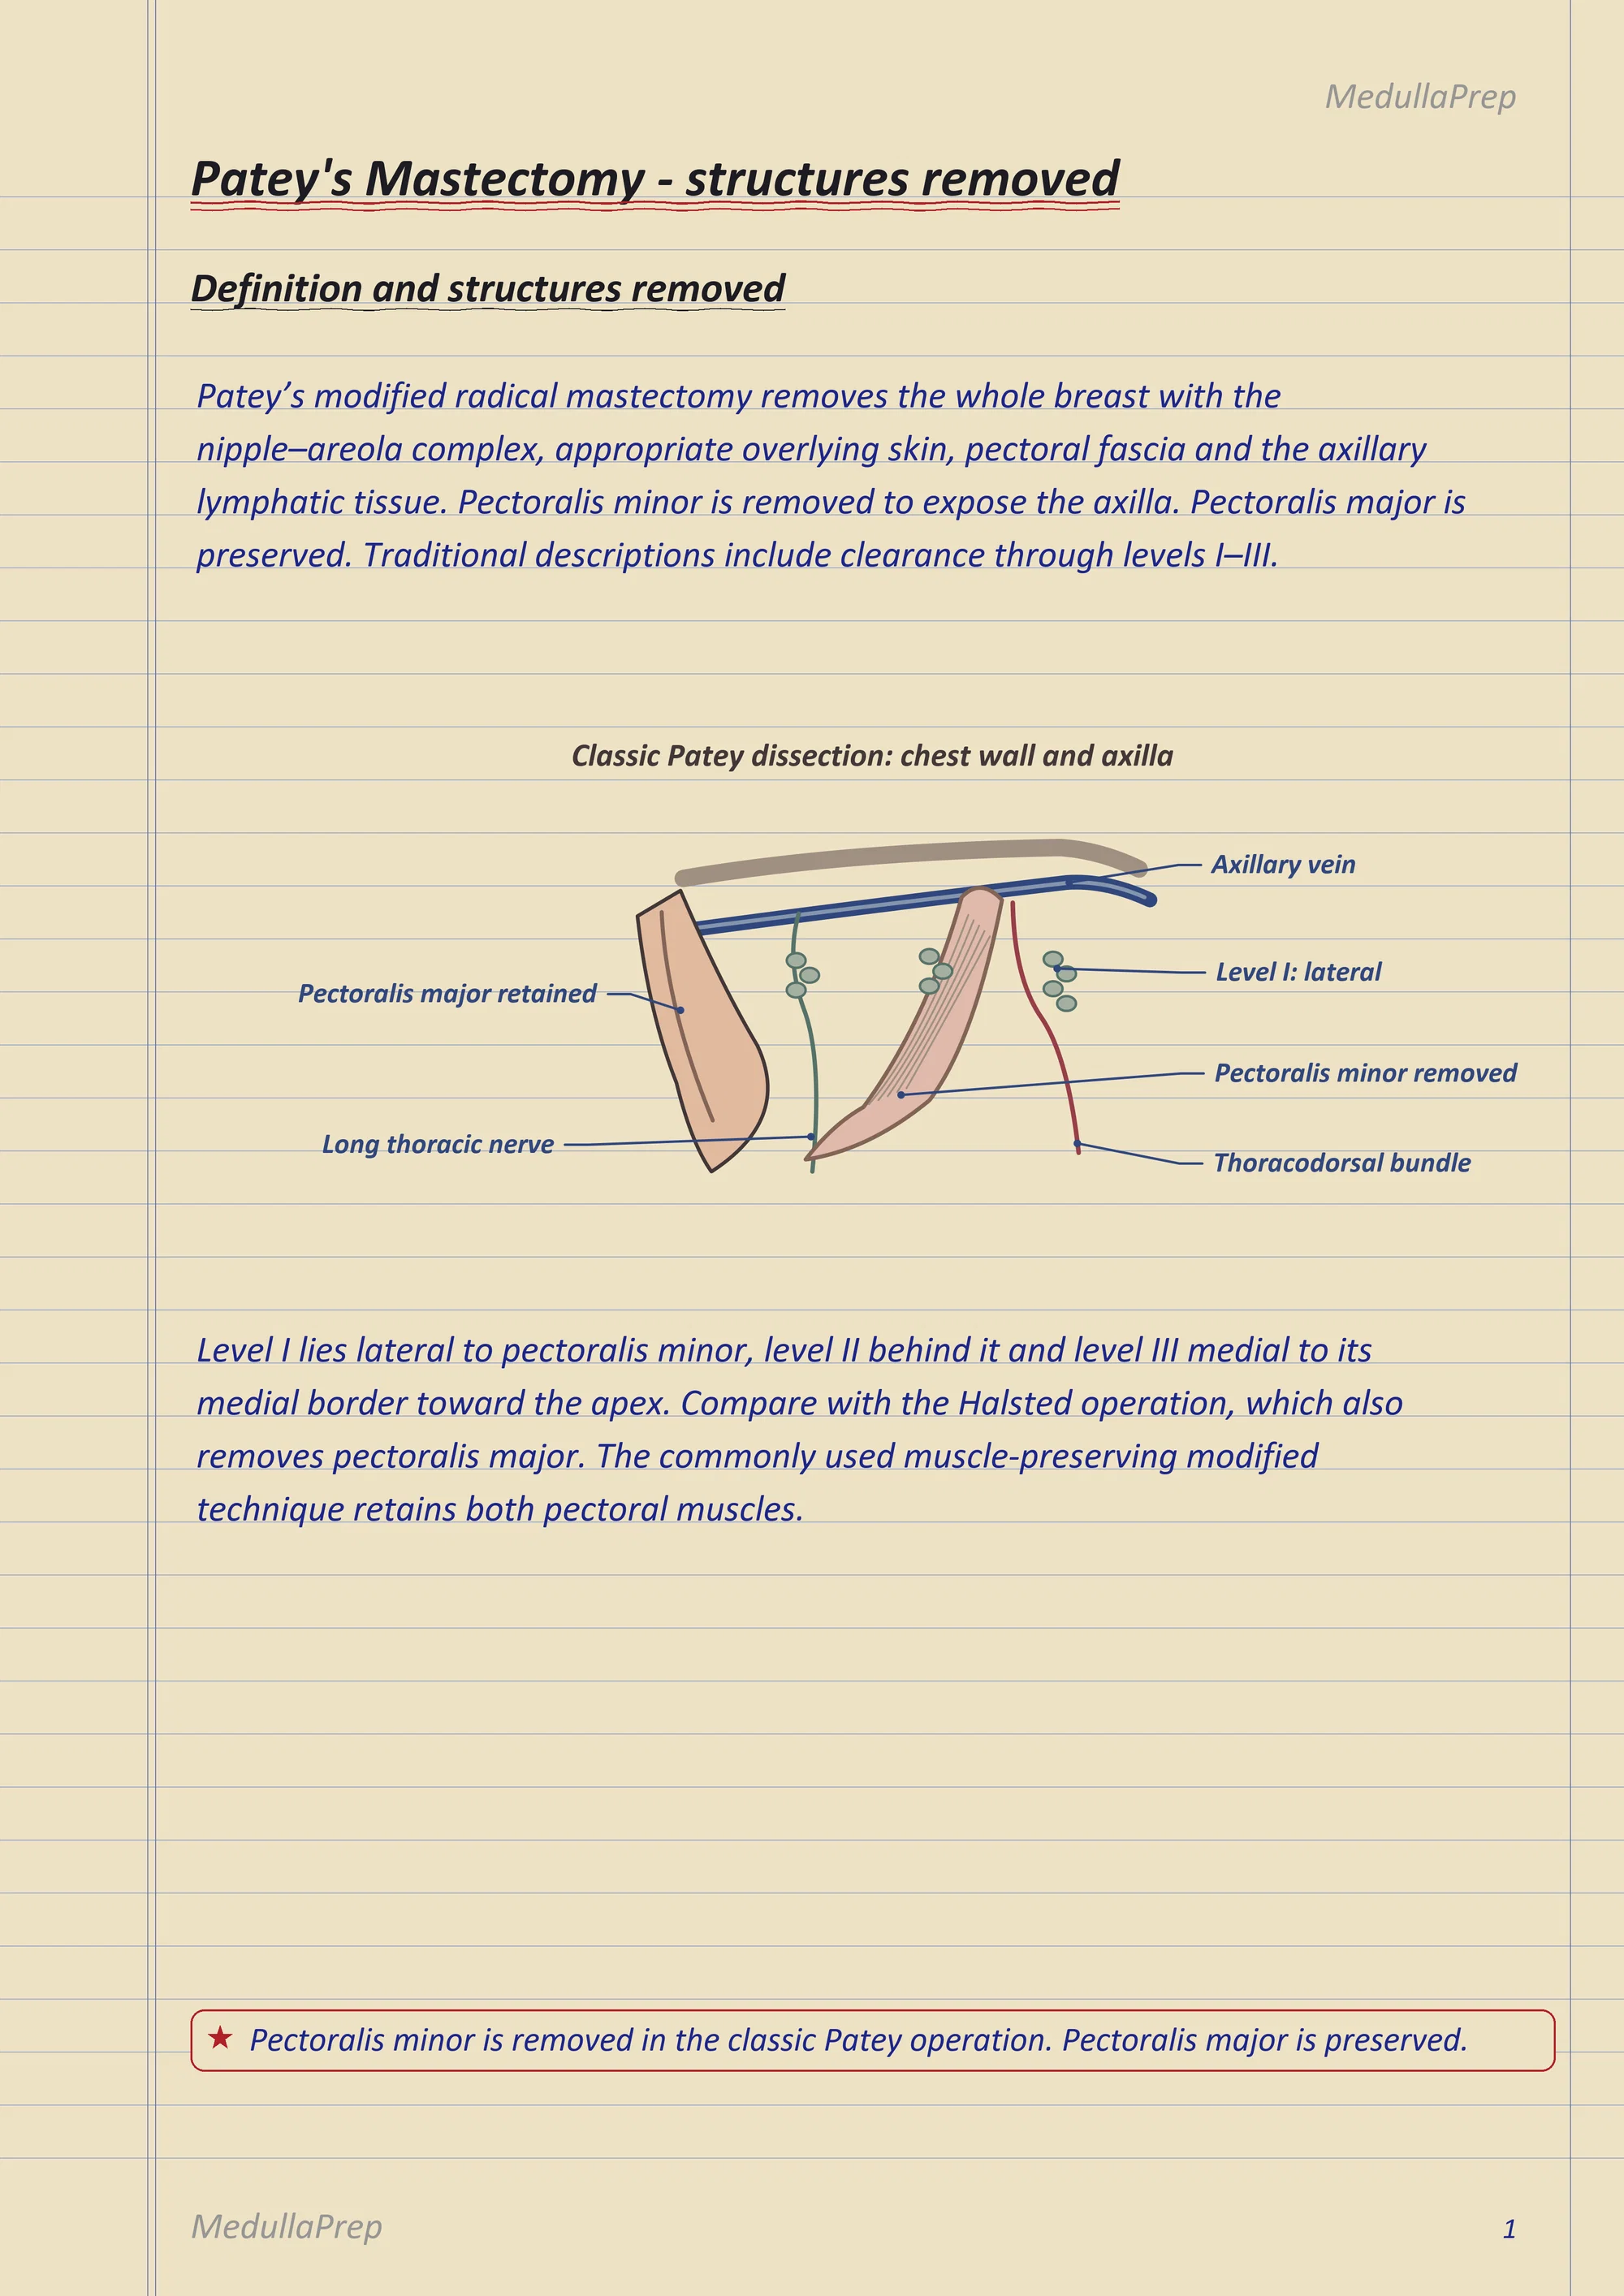 MedullaPrep
Patey's Mastectomy - structures removed
Definition and structures removed
Patey’s modified radical mastectomy removes the whole breast with the
nipple–areola complex, appropriate overlying skin, pectoral fascia and the axillary
lymphatic tissue. Pectoralis minor is removed to expose the axilla. Pectoralis major is
preserved. Traditional descriptions include clearance through levels I–III.
Classic Patey dissection: chest wall and axilla
Axillary vein
Level I: lateral
Pectoralis major retained
Pectoralis minor removed
Long thoracic nerve
Thoracodorsal bundle
Level I lies lateral to pectoralis minor, level II behind it and level III medial to its
medial border toward the apex. Compare with the Halsted operation, which also
removes pectoralis major. The commonly used muscle-preserving modified
technique retains both pectoral muscles.
★ Pectoralis minor is removed in the classic Patey operation. Pectoralis major is preserved.
MedullaPrep
1